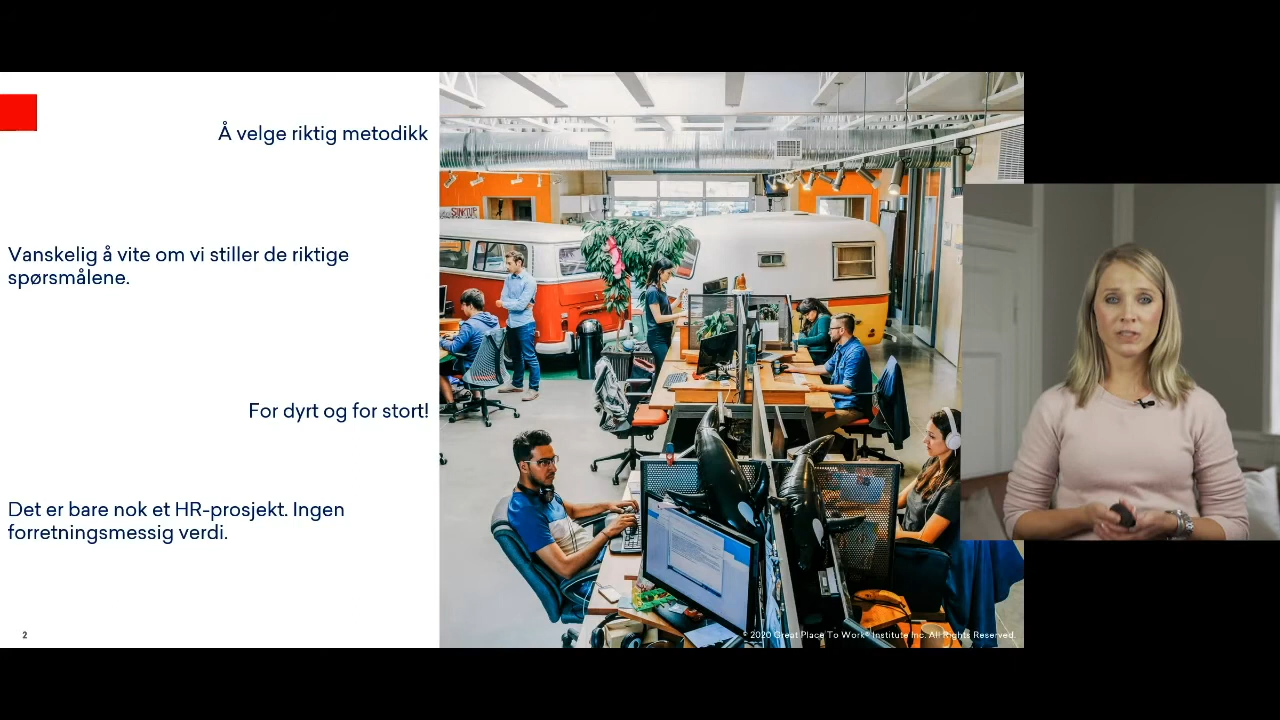 Å velge riktig metodikk
Vanskelig å vite om vi stiller de riktige
spørsmålene.
For dyrt og for stort!
Det er bare nok et HR-prosjekt. Ingen
forretningsmessig verdi.
2
© 2020 Great Place To Work® Institute Inc. All Rights Reserved.